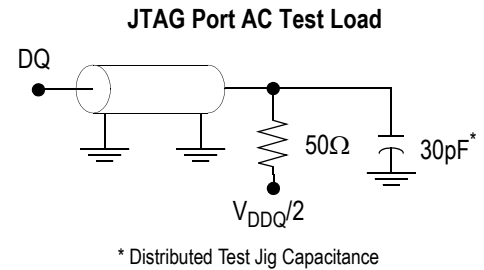 JTAG Port AC Test Load
DQ
50Ω
30pF*
VDDQ/2
* Distributed Test Jig Capacitance